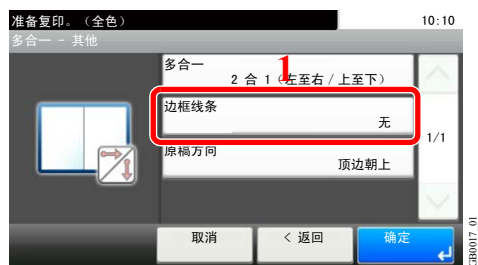 准备复印。（全色）
10:10
多合一 - 其他
1
多合一
2 合 1（左至右 / 上至下）
边框线条
无
1/1
原稿方向
顶边朝上
取消
< 返回
确定
GB0017_01